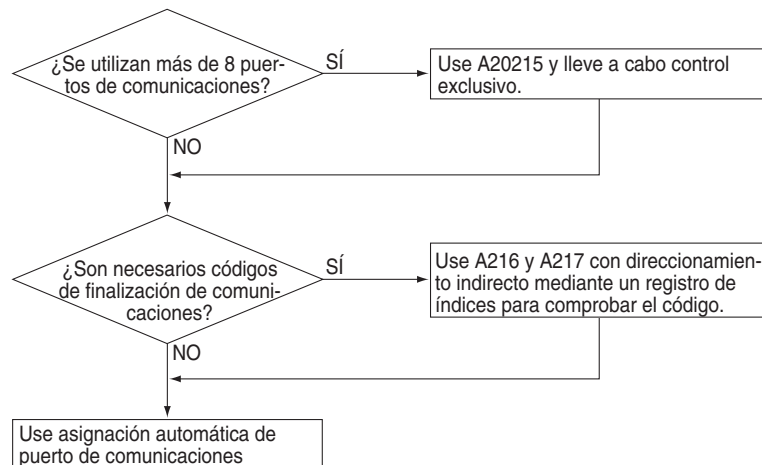 ¿Se utilizan más de 8 puer-
tos de comunicaciones?
SÍ
Use A20215 y lleve a cabo control
exclusivo.
NO
¿Son necesarios códigos
de finalización de comuni-
caciones?
SÍ
Use A216 y A217 con direccionamien-
to indirecto mediante un registro de
índices para comprobar el código.
NO
Use asignación automática de
puerto de comunicaciones